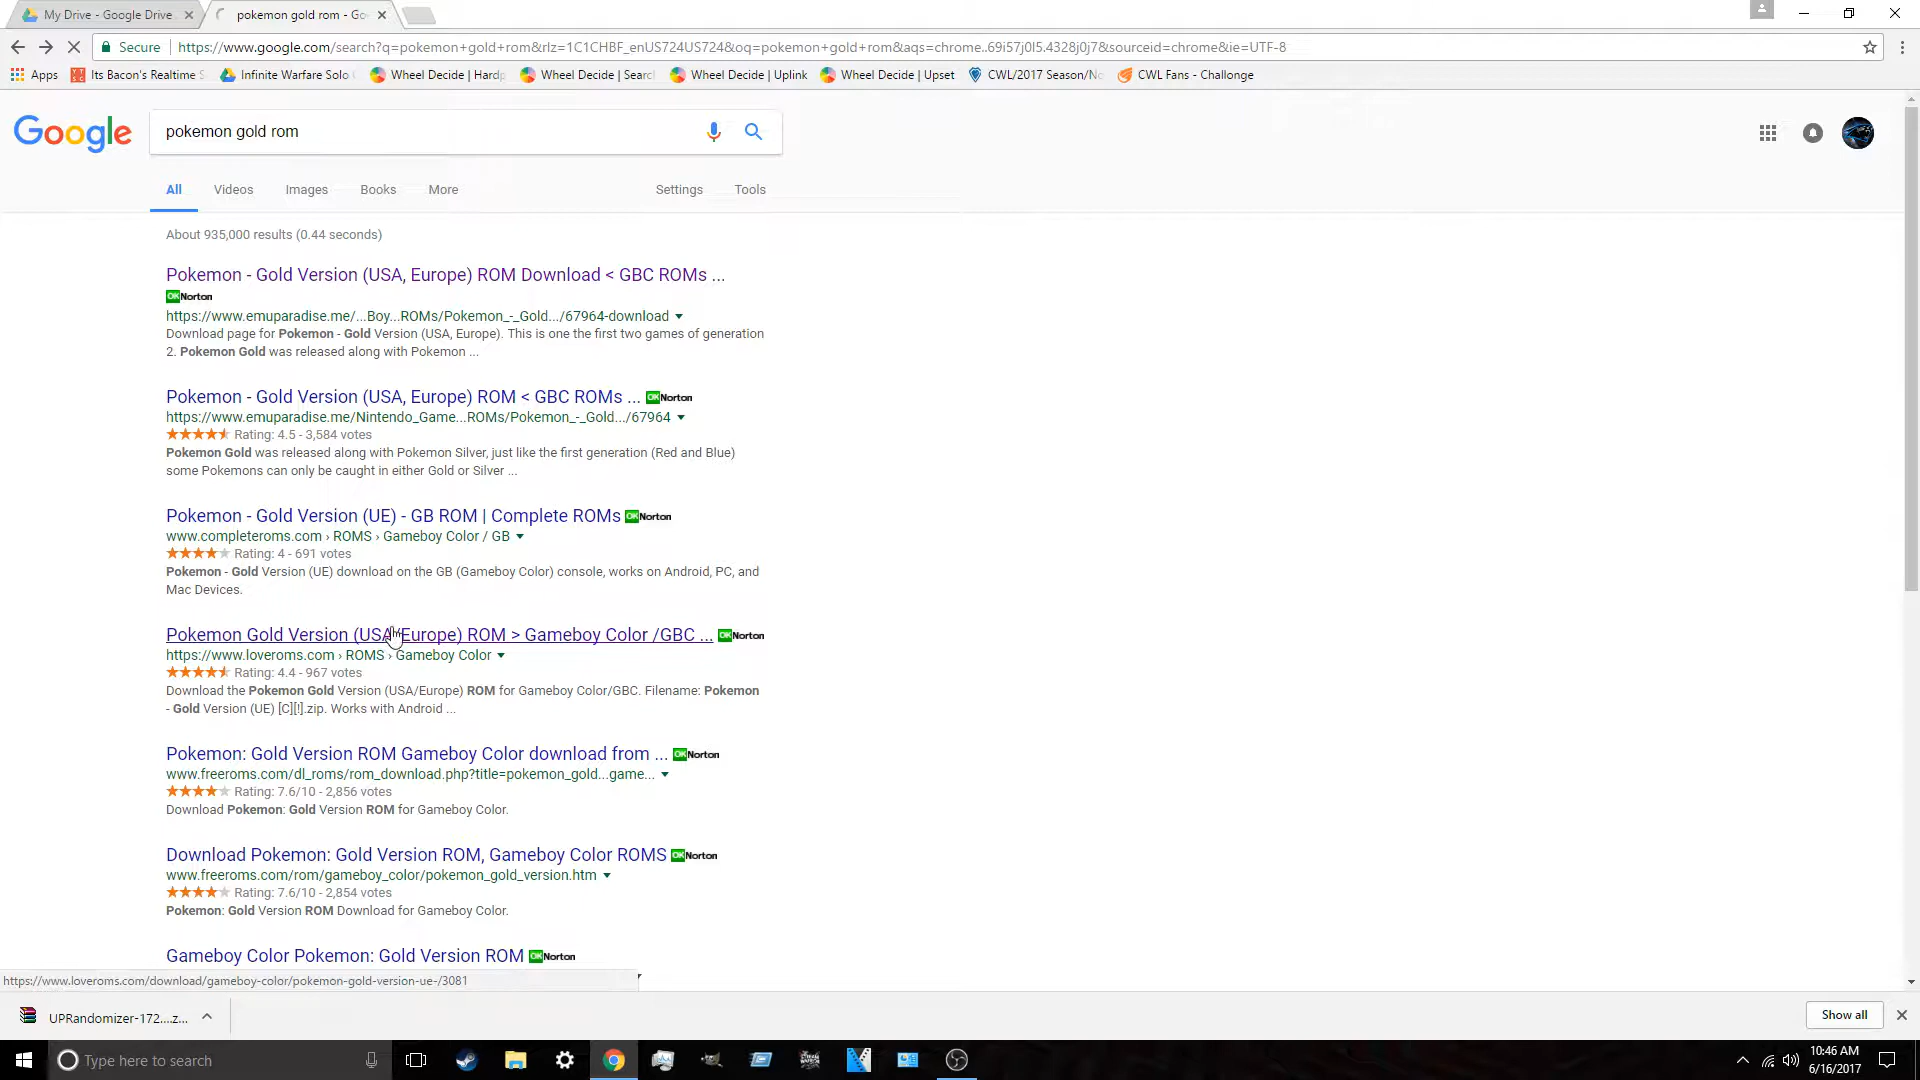 My Drive - Google Drive
pokemon gold rom - Go
Secure
https://www.google.com/search?q=pokemon+gold+rom&rlz=1C1CHBF_enUS724US724&oq=pokemon+gold+rom&aqs=chrome..69i57j0l5.4328j0j7&sourceid=chrome&ie=UTF-8
Apps
Its Bacon's Realtime S
Infinite Warfare Solo
Wheel Decide | Hardp
Wheel Decide | Searc
Wheel Decide | Uplink
Wheel Decide | Upset
CWL/2017 Season/No
CWL Fans - Challonge
Google
pokemon gold rom
All
Videos
Images
Books
More
Settings
Tools
About 935,000 results (0.44 seconds)
Pokemon - Gold Version (USA, Europe) ROM Download < GBC ROMs ...
OK Norton
https://www.emuparadise.me/...Boy...ROMs/Pokemon_-_Gold.../67964-download
Download page for Pokemon - Gold Version (USA, Europe). This is one the first two games of generation
2. Pokemon Gold was released along with Pokemon ...
Pokemon - Gold Version (USA, Europe) ROM < GBC ROMs ... OK Norton
https://www.emuparadise.me/Nintendo_Game...ROMs/Pokemon_-_Gold.../67964
Rating: 4.5 - 3,584 votes
Pokemon Gold was released along with Pokemon Silver, just like the first generation (Red and Blue)
some Pokemons can only be caught in either Gold or Silver ...
Pokemon - Gold Version (UE) - GB ROM | Complete ROMs OK Norton
www.completeroms.com › ROMS › Gameboy Color / GB
Rating: 4 - 691 votes
Pokemon - Gold Version (UE) download on the GB (Gameboy Color) console, works on Android, PC, and
Mac Devices.
Pokemon Gold Version (USA/Europe) ROM > Gameboy Color /GBC ... OK Norton
https://www.loveroms.com › ROMS › Gameboy Color
Rating: 4.4 - 967 votes
Download the Pokemon Gold Version (USA/Europe) ROM for Gameboy Color/GBC. Filename: Pokemon
- Gold Version (UE) [C][!].zip. Works with Android ...
Pokemon: Gold Version ROM Gameboy Color download from ... OK Norton
www.freeroms.com/dl_roms/rom_download.php?title=pokemon_gold...game...
Rating: 7.6/10 - 2,856 votes
Download Pokemon: Gold Version ROM for Gameboy Color.
Download Pokemon: Gold Version ROM, Gameboy Color ROMS OK Norton
www.freeroms.com/rom/gameboy_color/pokemon_gold_version.htm
Rating: 7.6/10 - 2,854 votes
Pokemon: Gold Version ROM Download for Gameboy Color.
Gameboy Color Pokemon: Gold Version ROM OK Norton
https://www.loveroms.com/download/gameboy-color/pokemon-gold-version-ue-/3081
UPRandomizer-172....z...
Show all
Type here to search
10:46 AM
6/16/2017